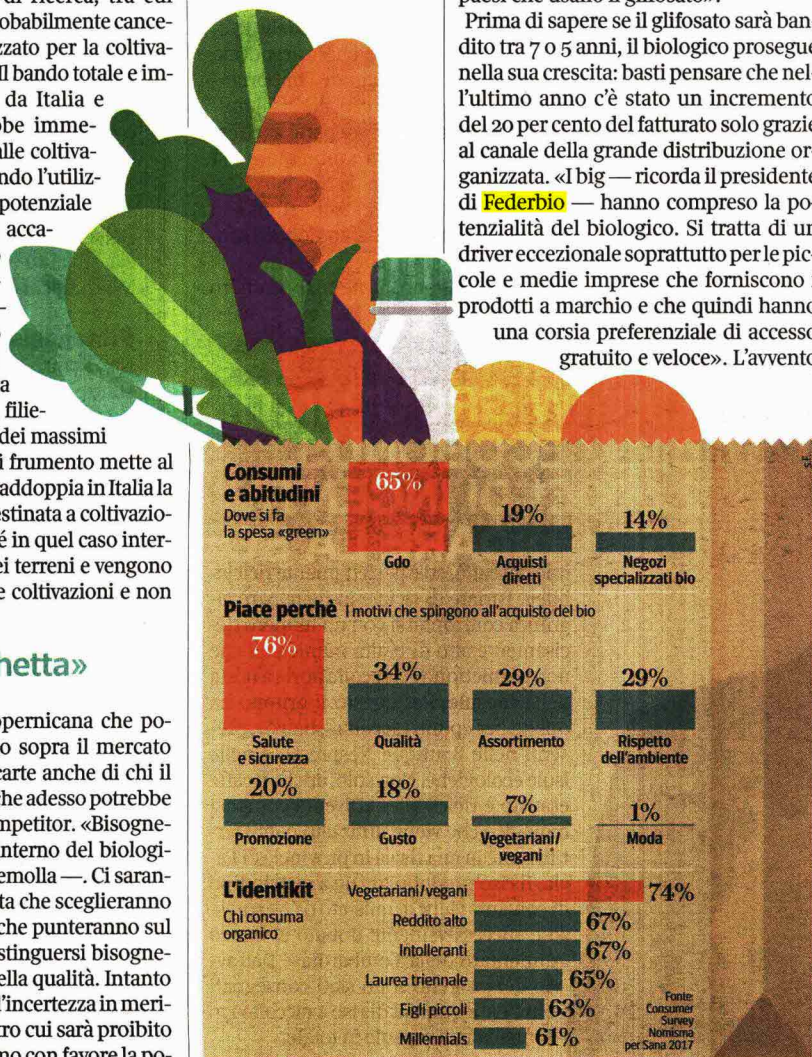 di ricerca, tra cui
obabilmente cance-
zzato per la coltiva-
Il bando totale e im-
da Italia e
be imme-
lle coltiva-
ndo l'utiliz-
potenziale
acca-
a
filie-
dei massimi
i frumento mette al
addoppia in Italia la
estinata a coltivazio-
é in quel caso inter-
ei terreni e vengono
e coltivazioni e non
hetta»
opernicana che po-
o sopra il mercato
carte anche di chi il
che adesso potrebbe
mpetitor. «Bisogne-
nterno del biologi-
emolla —. Ci saran-
ta che sceglieranno
che punteranno sul
stinguersi bisogne-
ella qualità. Intanto
l'incertezza in meri-
tro cui sarà proibito
no con favore la po-
paesi che usano il glifosato».
Prima di sapere se il glifosato sarà ban
dito tra 7 o 5 anni, il biologico prosegue
nella sua crescita: basti pensare che nel-
l'ultimo anno c'è stato un incremento
del 20 per cento del fatturato solo grazie
al canale della grande distribuzione or-
ganizzata. «I big — ricorda il presidente
di Federbio — hanno compreso la po-
tenzialità del biologico. Si tratta di un
driver eccezionale soprattutto per le pic-
cole e medie imprese che forniscono i
prodotti a marchio e che quindi hanno
una corsia preferenziale di accesso
gratuito e veloce». L'avvento
Consumi
e abitudini
Dove si fa
la spesa «green»
65%
Gdo
19%
Acquisti
diretti
14%
Negozi
specializzati bio
Piace perchè I motivi che spingono all'acquisto del bio
76%
Salute
e sicurezza
34%
Qualità
29%
Assortimento
29%
Rispetto
dell'ambiente
20%
Promozione
18%
Gusto
7%
Vegetariani/
vegani
1%
Moda
L'identikit
Chi consuma
organico
Vegetariani/vegani 74%
Reddito alto 67%
Intolleranti 67%
Laurea triennale 65%
Figli piccoli 63%
Millennials 61%
Fonte:
Consumer
Survey
Nomisma
per Sana 2017